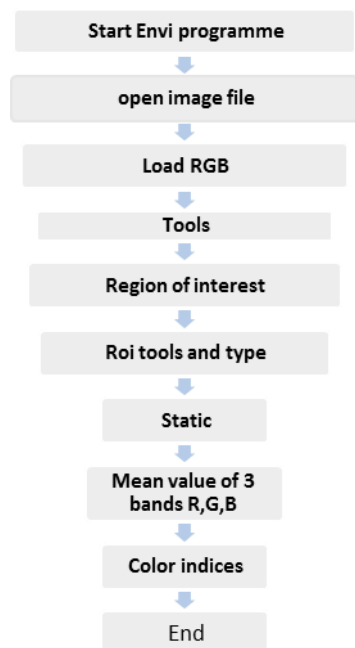 Start Envi programme
open image file
Load RGB
Tools
Region of interest
Roi tools and type
Static
Mean value of 3
bands R,G,B
Color indices
End